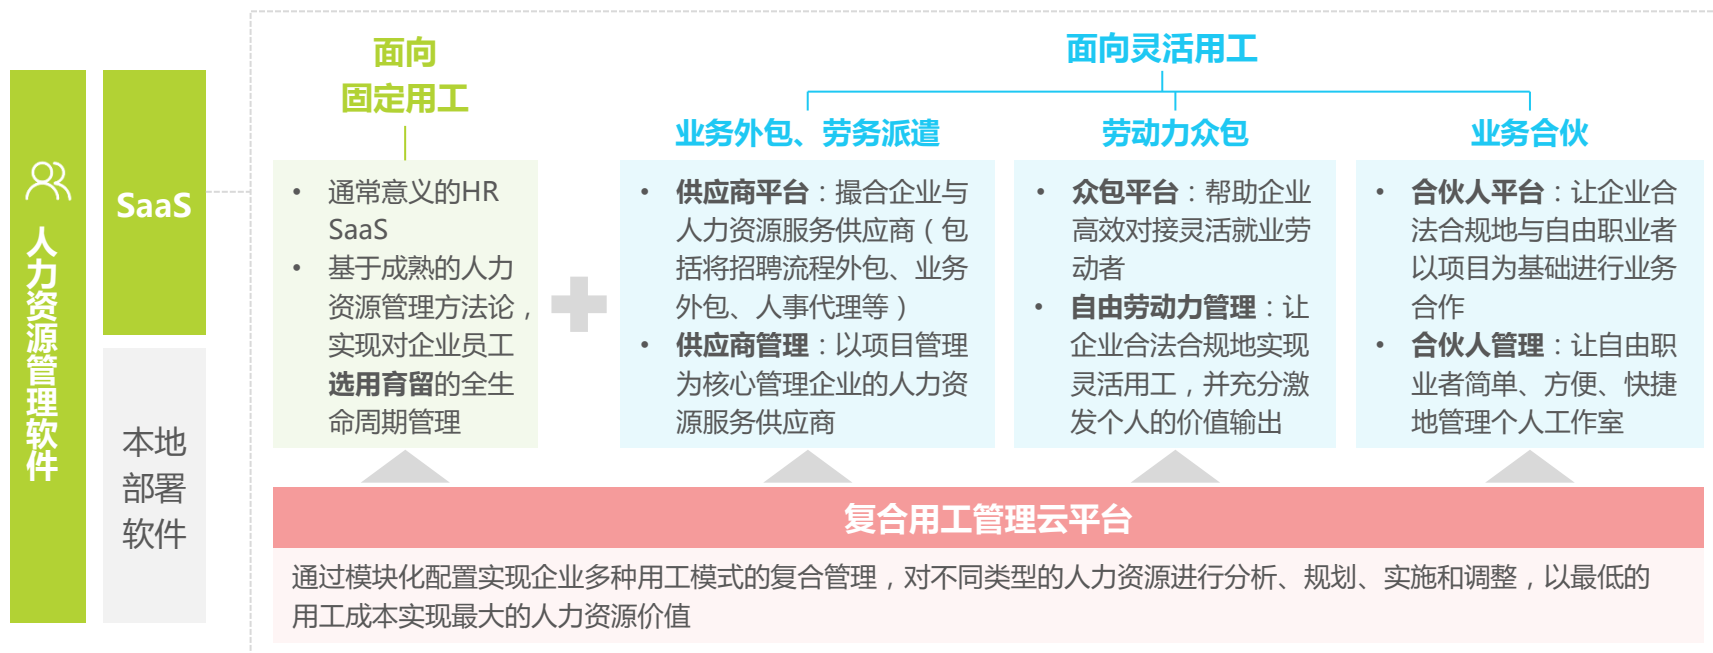 人力资源管理软件
SaaS
本地
部署
软件
面向
固定用工
• 通常意义的HR
SaaS
• 基于成熟的人力
资源管理方法论，
实现对企业员工
选用育留的全生
命周期管理
面向灵活用工
业务外包、劳务派遣
• 供应商平台：撮合企业与
人力资源服务供应商（包
括将招聘流程外包、业务
外包、人事代理等）
• 供应商管理：以项目管理
为核心管理企业的人力资
源服务供应商
劳动力众包
• 众包平台：帮助企业
高效对接灵活就业劳
动者
• 自由劳动力管理：让
企业合法合规地实现
灵活用工，并充分激
发个人的价值输出
业务合伙
• 合伙人平台：让企业合
法合规地与自由职业者
以项目为基础进行业务
合作
• 合伙人管理：让自由职
业者简单、方便、快捷
地管理个人工作室
复合用工管理云平台
通过模块化配置实现企业多种用工模式的复合管理，对不同类型的人力资源进行分析、规划、实施和调整，以最低的
用工成本实现最大的人力资源价值